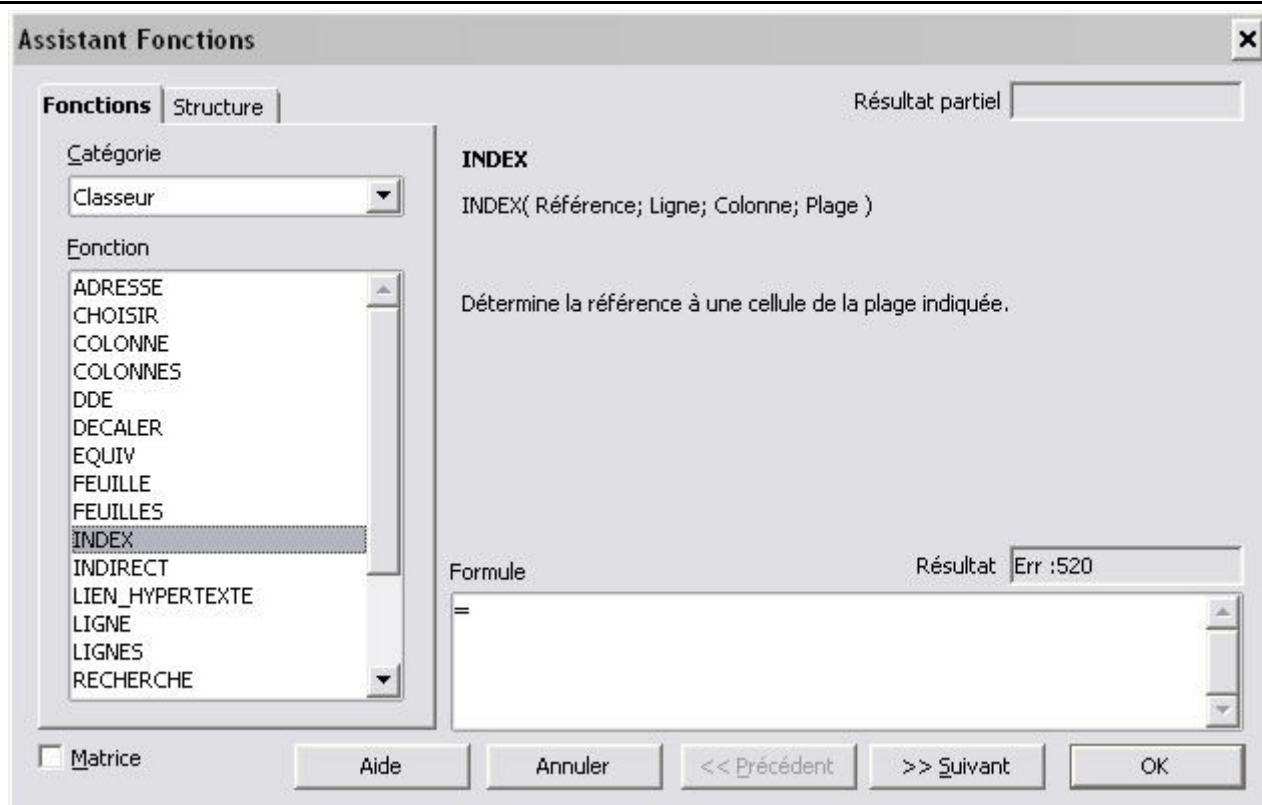 Assistant Fonctions
Fonctions Structure
Résultat partiel
Catégorie
Classeur
Fonction
ADRESSE
CHOISIR
COLONNE
COLONNES
DDE
DECALER
EQUIV
FEUILLE
FEUILLES
INDEX
INDIRECT
LIEN_HYPERTEXTE
LIGNE
LIGNES
RECHERCHE
INDEX
INDEX( Référence; Ligne; Colonne; Plage )
Détermine la référence à une cellule de la plage indiquée.
Formule
Résultat Err :520
=
Matrice
Aide
Annuler
<< Précédent
>> Suivant
OK